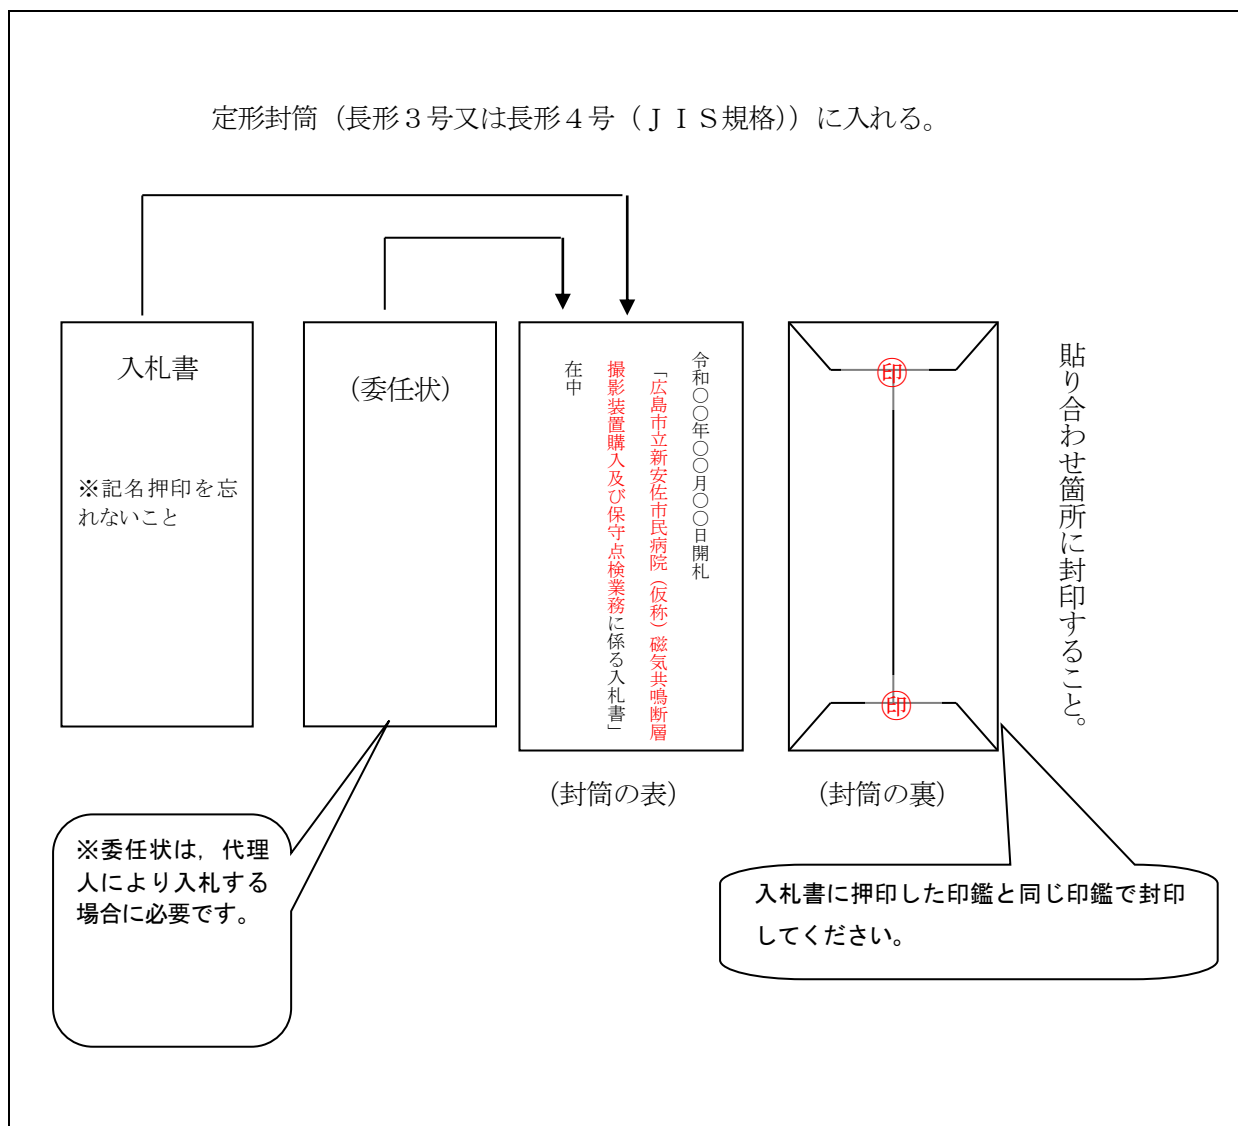 定形封筒（長形３号又は長形４号（ＪＩＳ規格））に入れる。
入札書
※記名押印を忘
れないこと
（委任状）
令和〇〇年〇〇月〇〇日開札
「広島市立新安佐市民病院（仮称）磁気共鳴断層
撮影装置購入及び保守点検業務に係る入札書」
在中
印
印
貼り合わせ箇所に封印すること。
（封筒の表）
（封筒の裏）
※委任状は，代理
人により入札する
場合に必要です。
入札書に押印した印鑑と同じ印鑑で封印
してください。